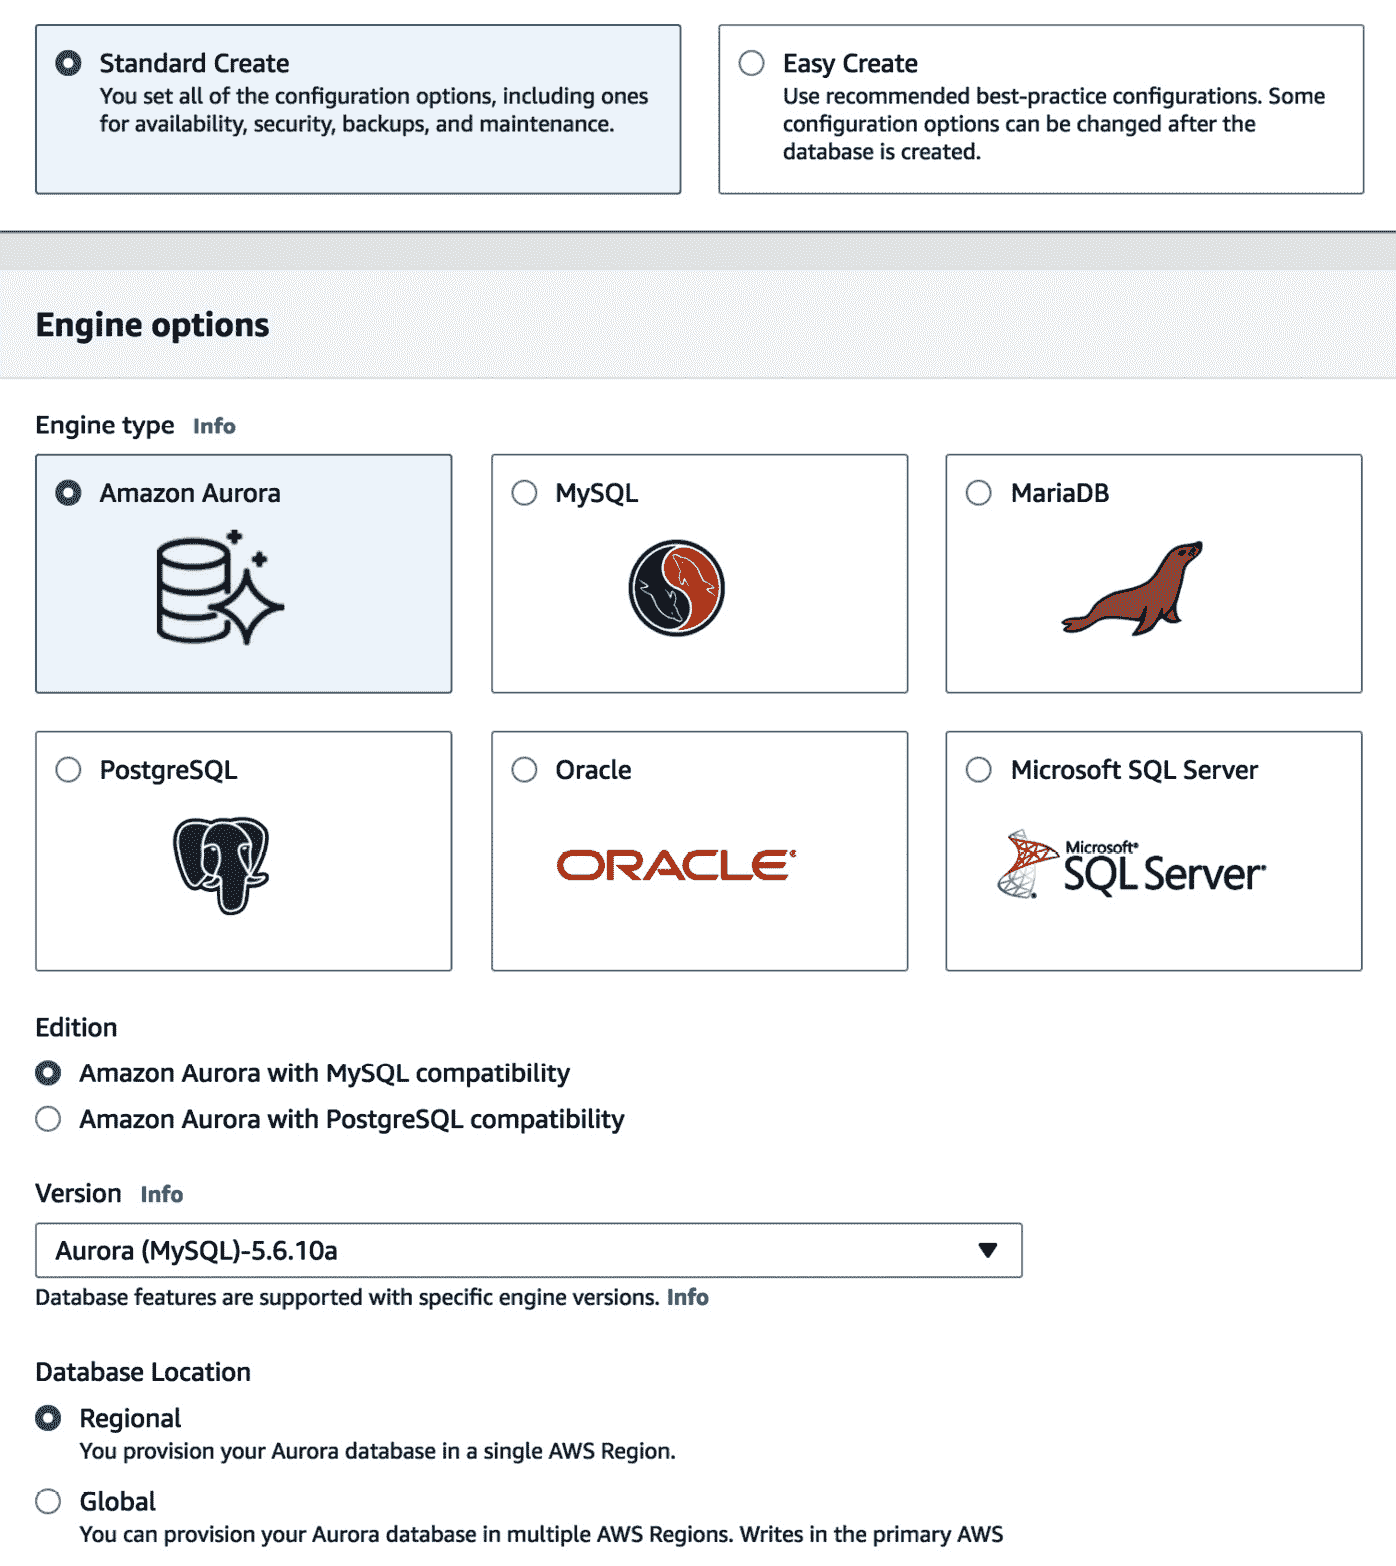 Standard Create
You set all of the configuration options, including ones
for availability, security, backups, and maintenance.
Easy Create
Use recommended best-practice configurations. Some
configuration options can be changed after the
database is created.
Engine options
Engine type Info
Amazon Aurora
MySQL
MariaDB
PostgreSQL
Oracle
ORACLE
Microsoft SQL Server
Microsoft
SQL Server
Edition
Amazon Aurora with MySQL compatibility
Amazon Aurora with PostgreSQL compatibility
Version Info
Aurora (MySQL)-5.6.10a
Database features are supported with specific engine versions. Info
Database Location
Regional
You provision your Aurora database in a single AWS Region.
Global
You can provision your Aurora database in multiple AWS Regions. Writes in the primary AWS